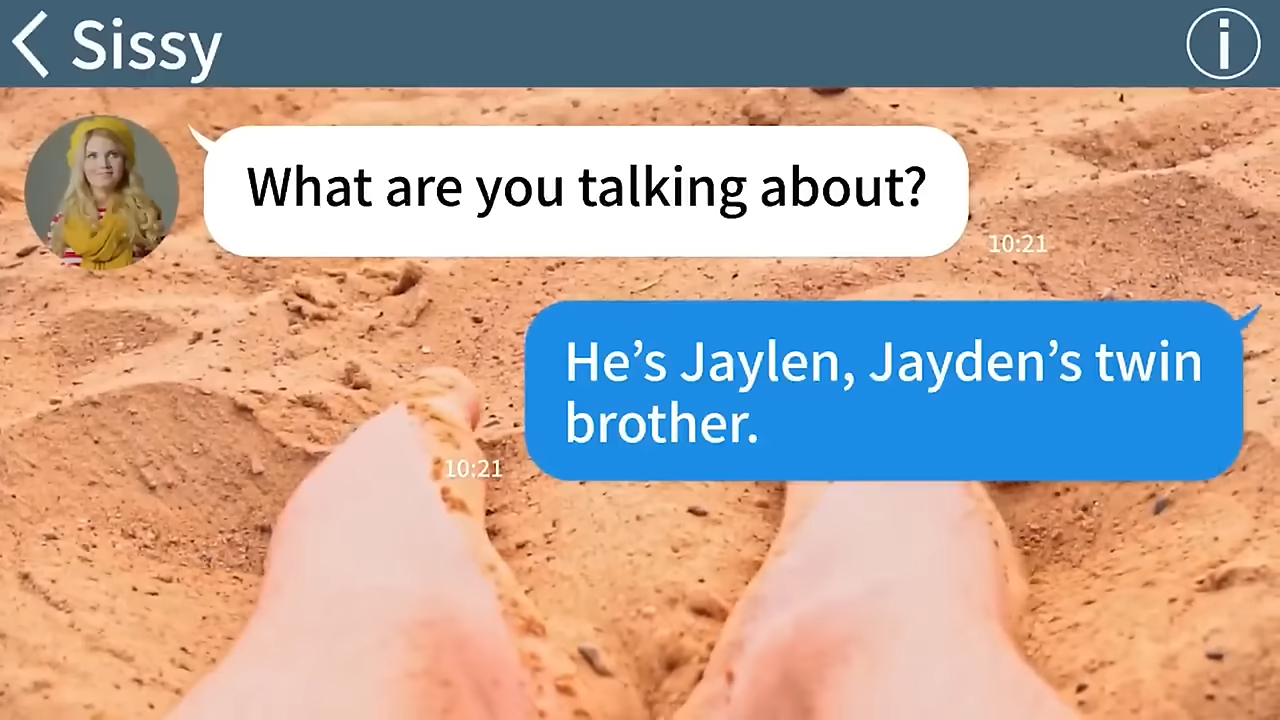 Sissy
What are you talking about?
10:21
He’s Jaylen, Jayden’s twin
brother.
10:21